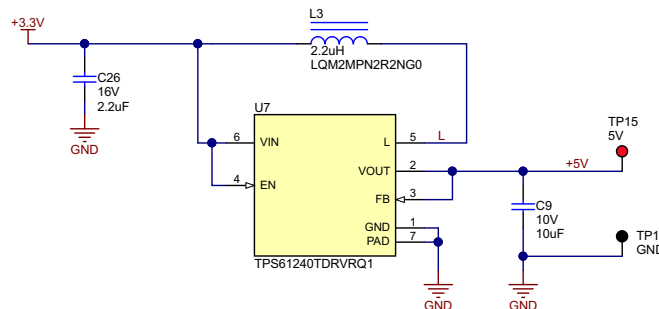 +3.3V
L3
2.2uH
LQM2MPN2R2NG0
C26
16V
2.2uF
GND
U7
6 VIN
4 EN
L 5 L
VOUT 2
FB 3
GND 1
PAD 7
TPS61240TDRVRQ1
GND
+5V
TP15
5V
C9
10V
10uF
GND
TP1
GND